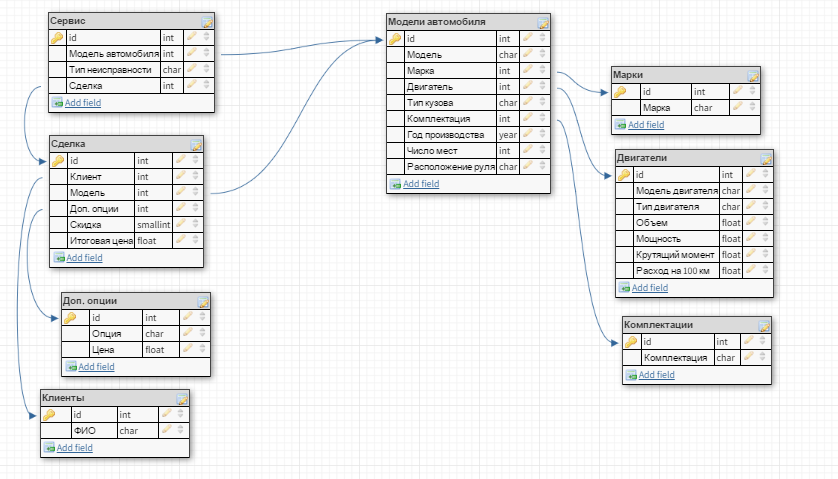 Сервис
id int
Модель автомобиля int
Тип неисправности char
Сделка int
Add field
Сделка
id int
Клиент int
Модель int
Доп. опции int
Скидка smallint
Итоговая цена float
Add field
Доп. опции
id int
Опция char
Цена float
Add field
Клиенты
id int
ФИО char
Add field
Модели автомобиля
id int
Модель char
Марка int
Двигатель int
Тип кузова char
Комплектация int
Год производства year
Число мест int
Расположение руля char
Add field
Марки
id int
Марка char
Add field
Двигатели
id int
Модель двигателя char
Тип двигателя char
Объем float
Мощность float
Крутящий момент float
Расход на 100 км float
Add field
Комплектации
id int
Комплектация char
Add field